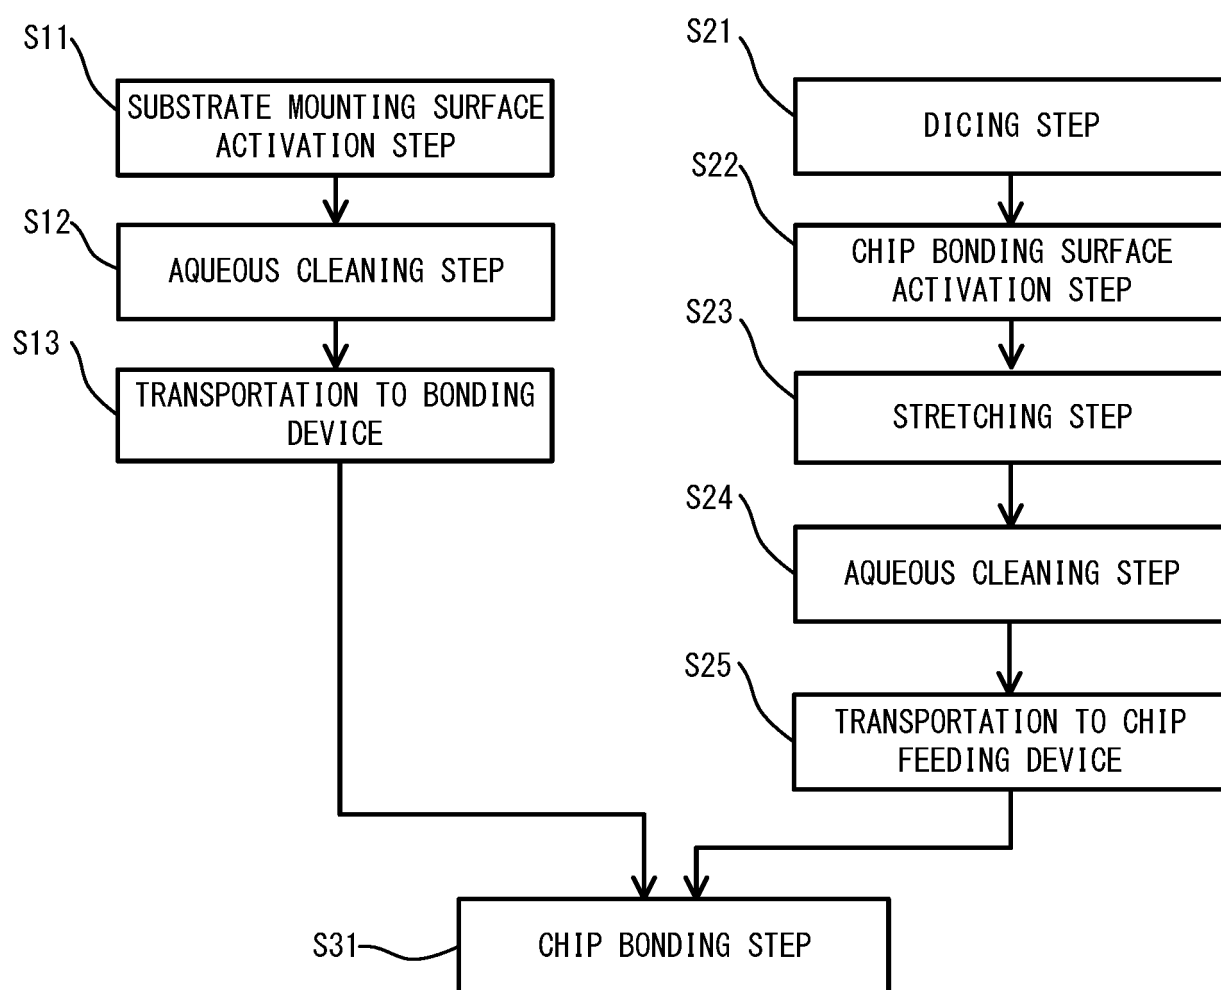 S11
SUBSTRATE MOUNTING SURFACE
ACTIVATION STEP
S12
AQUEOUS CLEANING STEP
S13
TRANSPORTATION TO BONDING
DEVICE
S21
DICING STEP
S22
CHIP BONDING SURFACE
ACTIVATION STEP
S23
STRETCHING STEP
S24
AQUEOUS CLEANING STEP
S25
TRANSPORTATION TO CHIP
FEEDING DEVICE
S31
CHIP BONDING STEP